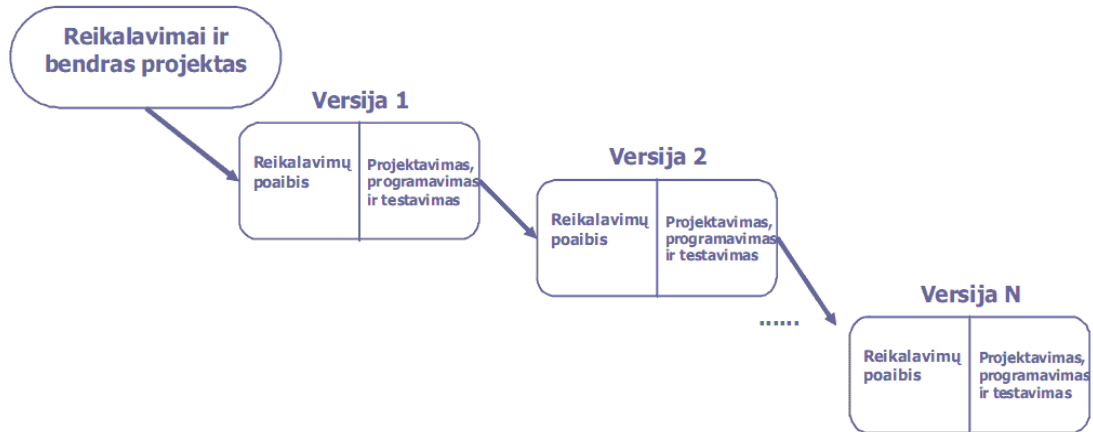 Reikalavimai ir
bendras projektas
Versija 1
Reikalavimų
poaibis
Projektavimas,
programavimas
ir testavimas
Versija 2
Reikalavimų
poaibis
Projektavimas,
programavimas
ir testavimas
......
Versija N
Reikalavimų
poaibis
Projektavimas,
programavimas
ir testavimas